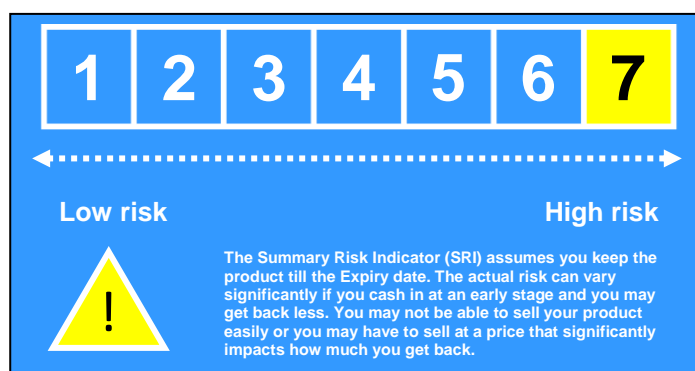 1 2 3 4 5 6 7
Low risk High risk
!
The Summary Risk Indicator (SRI) assumes you keep the
product till the Expiry date. The actual risk can vary
significantly if you cash in at an early stage and you may
get back less. You may not be able to sell your product
easily or you may have to sell at a price that significantly
impacts how much you get back.